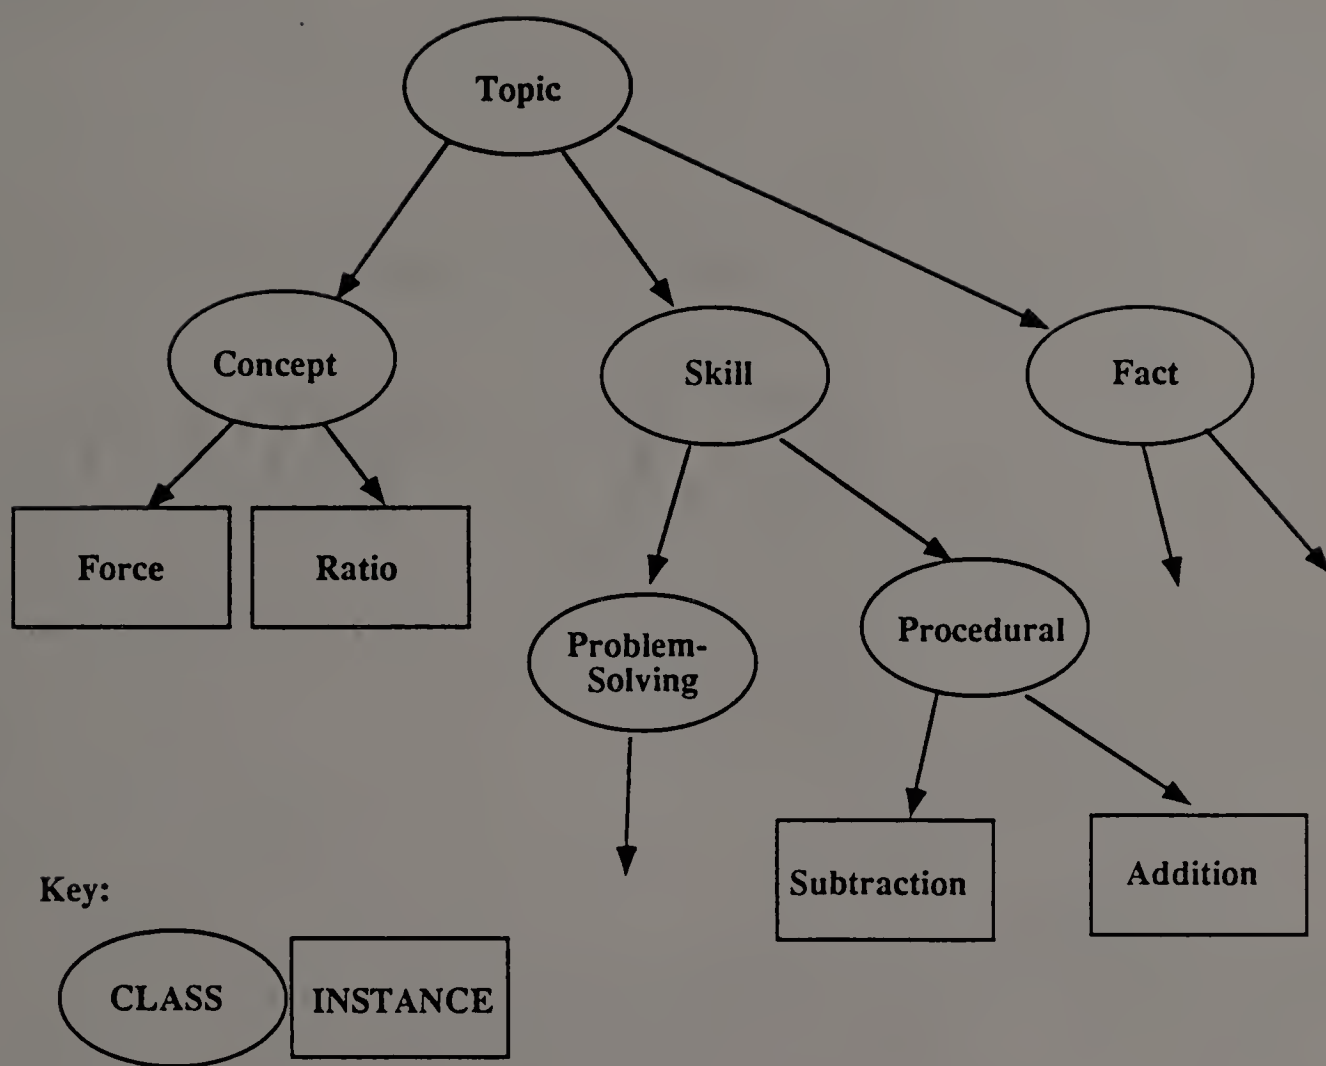 Topic
Concept
Skill
Fact
Force
Ratio
Problem-
Solving
Procedural
Subtraction
Addition
Key:
CLASS
INSTANCE